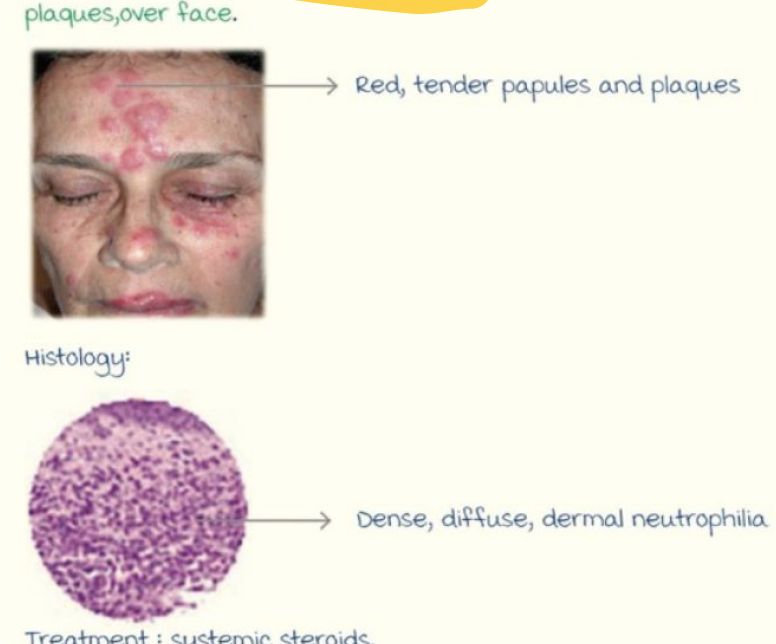 plaques,over face.
Red, tender papules and plaques
Histology:
Dense, diffuse, dermal neutrophilia
Treatment : systemic steroids.